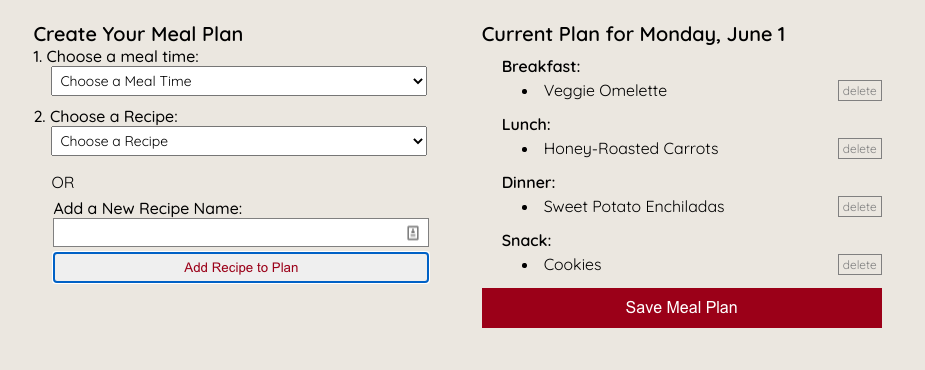 Create Your Meal Plan
1. Choose a meal time:
Choose a Meal Time
2. Choose a Recipe:
Choose a Recipe
OR
Add a New Recipe Name:
Add Recipe to Plan
Current Plan for Monday, June 1
Breakfast:
• Veggie Omelette delete
Lunch:
• Honey-Roasted Carrots delete
Dinner:
• Sweet Potato Enchiladas delete
Snack:
• Cookies delete
Save Meal Plan